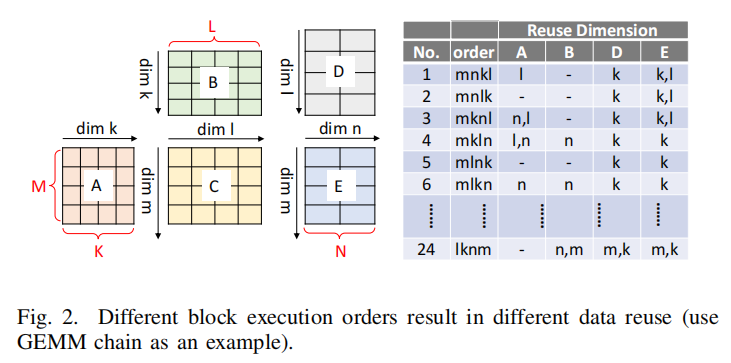 L
dim k
B
dim l
D
dim k
dim l
dim n
M
A
dim m
C
dim m
E
K
N
Reuse Dimension
No. order A B D E
1 mnkl l - k k,l
2 mnlk - - k k,l
3 mknl n,l - k k,l
4 mkln l,n n k k
5 mlnk - - k k
6 mlkn n n k k
24 lknm - n,m m,k m,k
Fig. 2. Different block execution orders result in different data reuse (use
GEMM chain as an example).